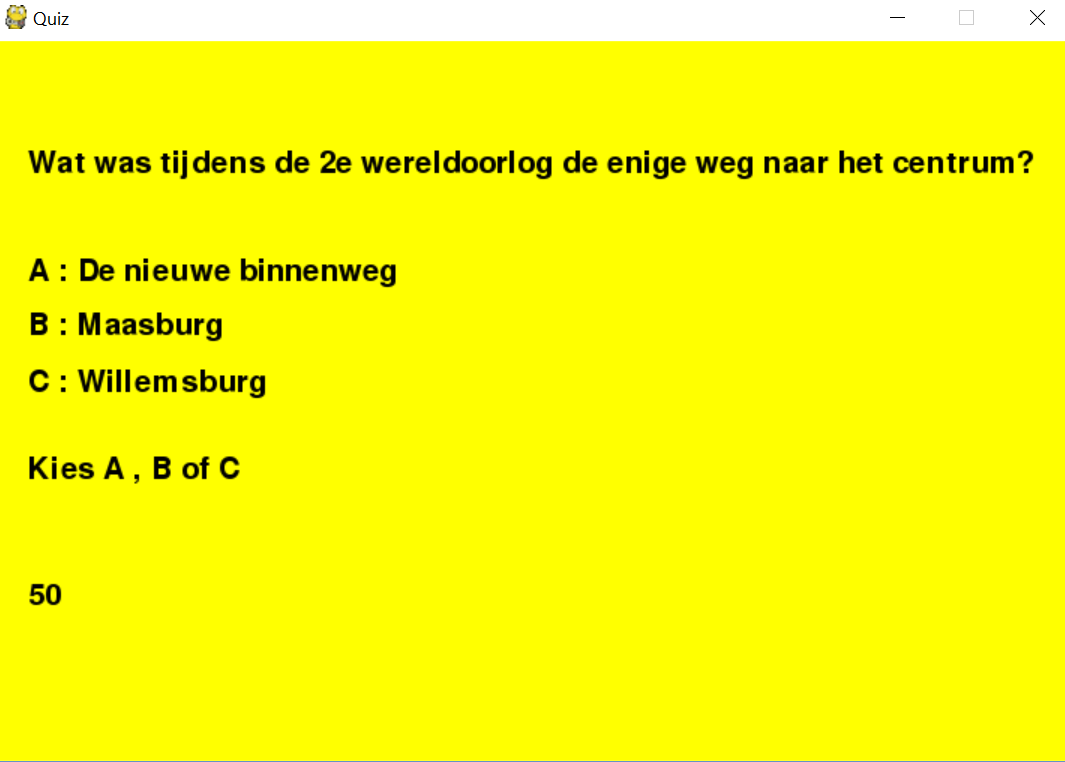 Quiz
Wat was tijdens de 2e wereldoorlog de enige weg naar het centrum?
A : De nieuwe binnenweg
B : Maasburg
C : Willemsburg
Kies A , B of C
50